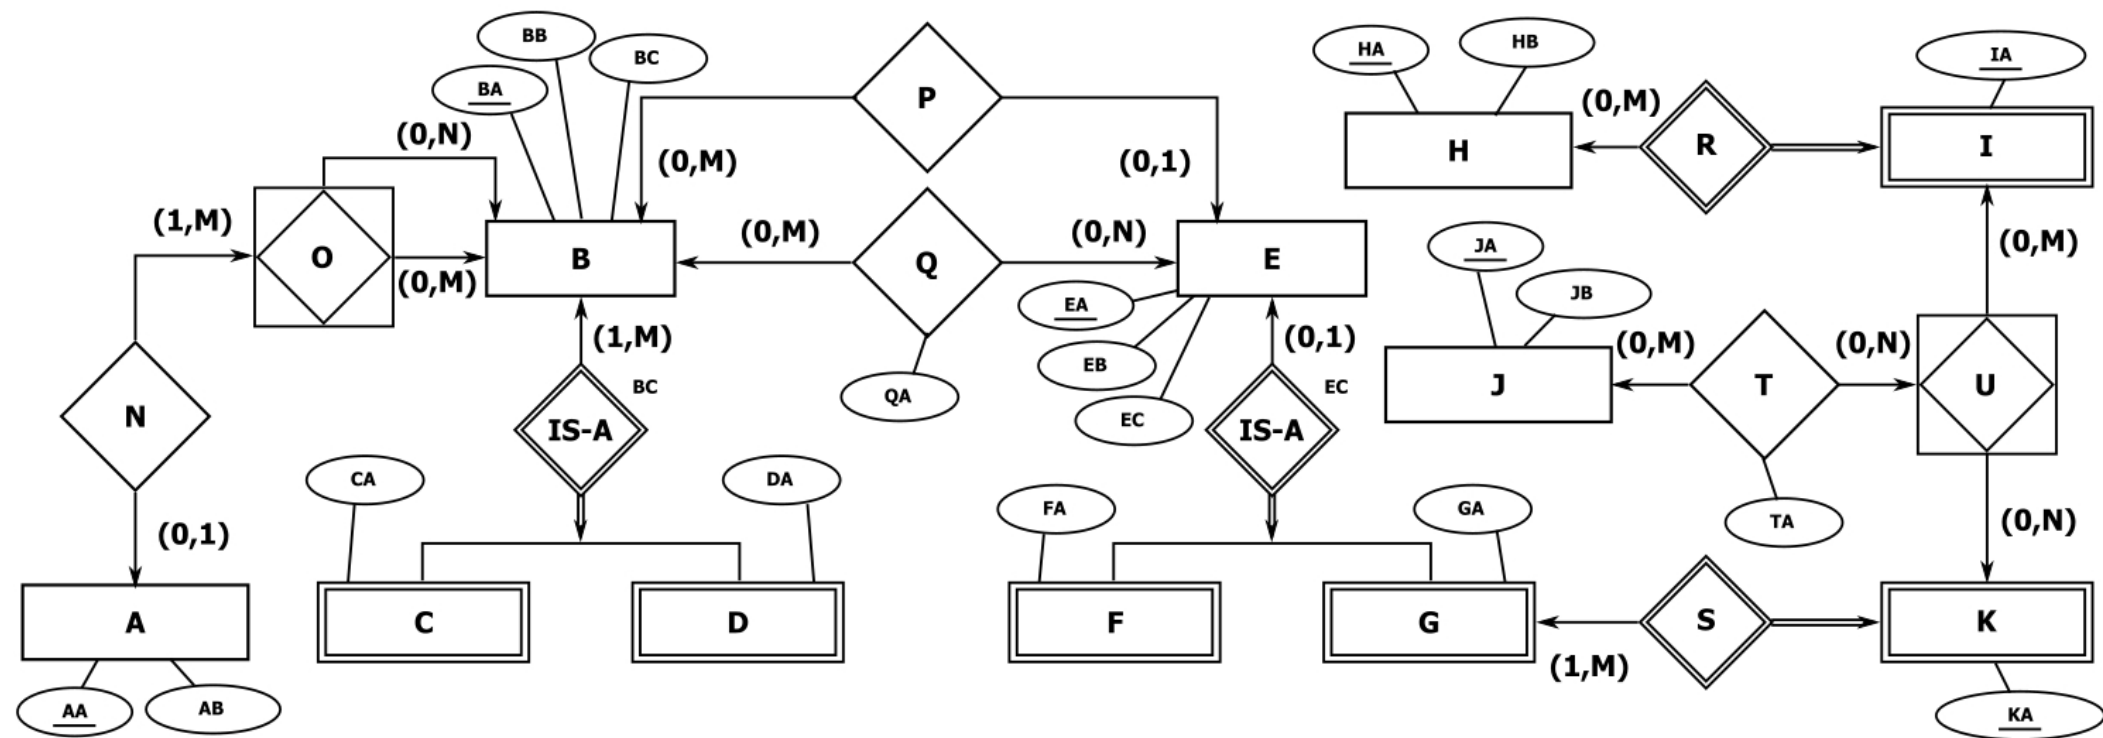 BB
BC
BA
(0,N)
P
(0,M)
(0,1)
HA
HB
IA
(0,M)
H
R
I
(1,M)
O
(0,M)
B
(0,M)
Q
(0,N)
E
JA
JB
(0,M)
EA
EB
EC
QA
(1,M)
BC
IS-A
(0,1)
EC
IS-A
J
(0,M)
T
(0,N)
U
TA
(0,N)
N
(0,1)
CA
DA
FA
GA
A
C
D
F
G
(1,M)
S
K
AA
AB
KA